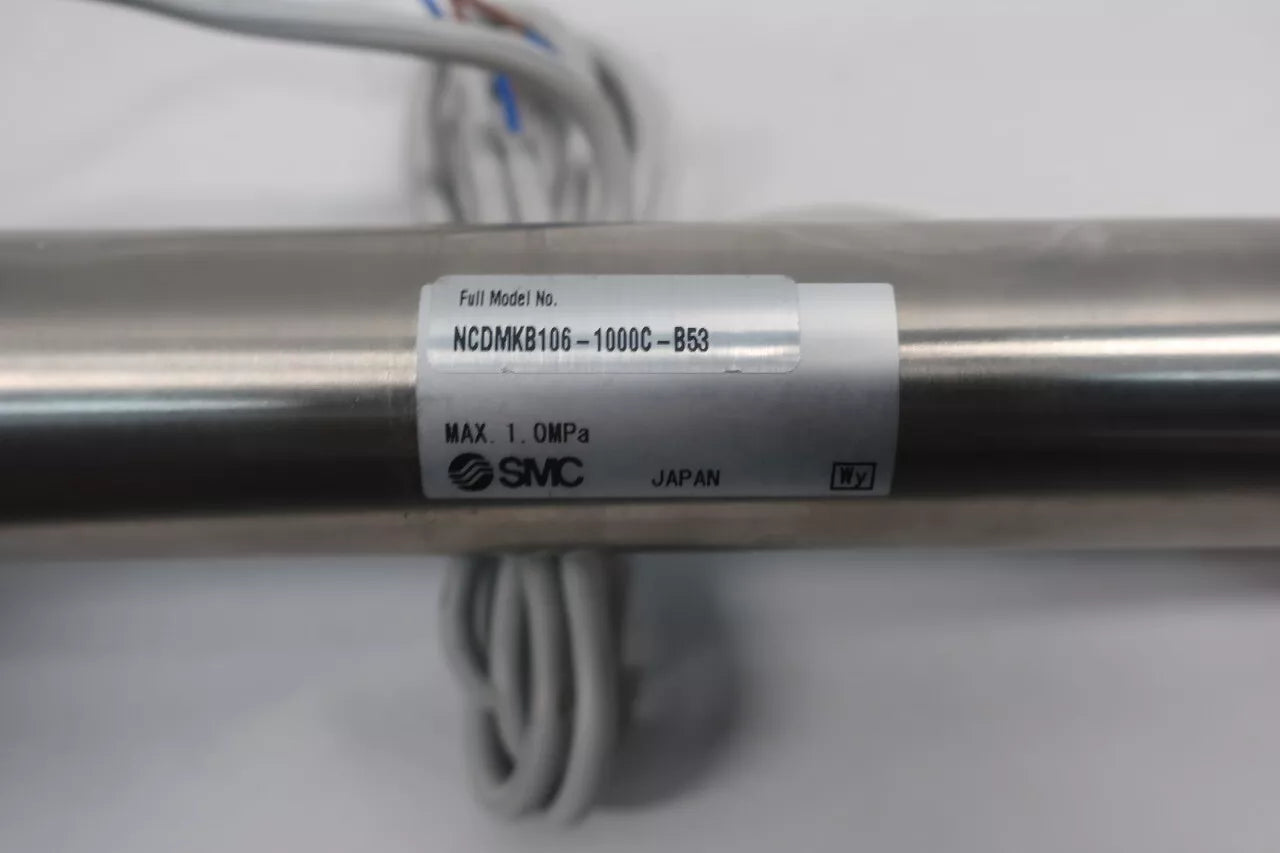 Full Model No.
NCDMKB106-1000C-B53
MAX. 1.0MPa
SMC JAPAN Wy